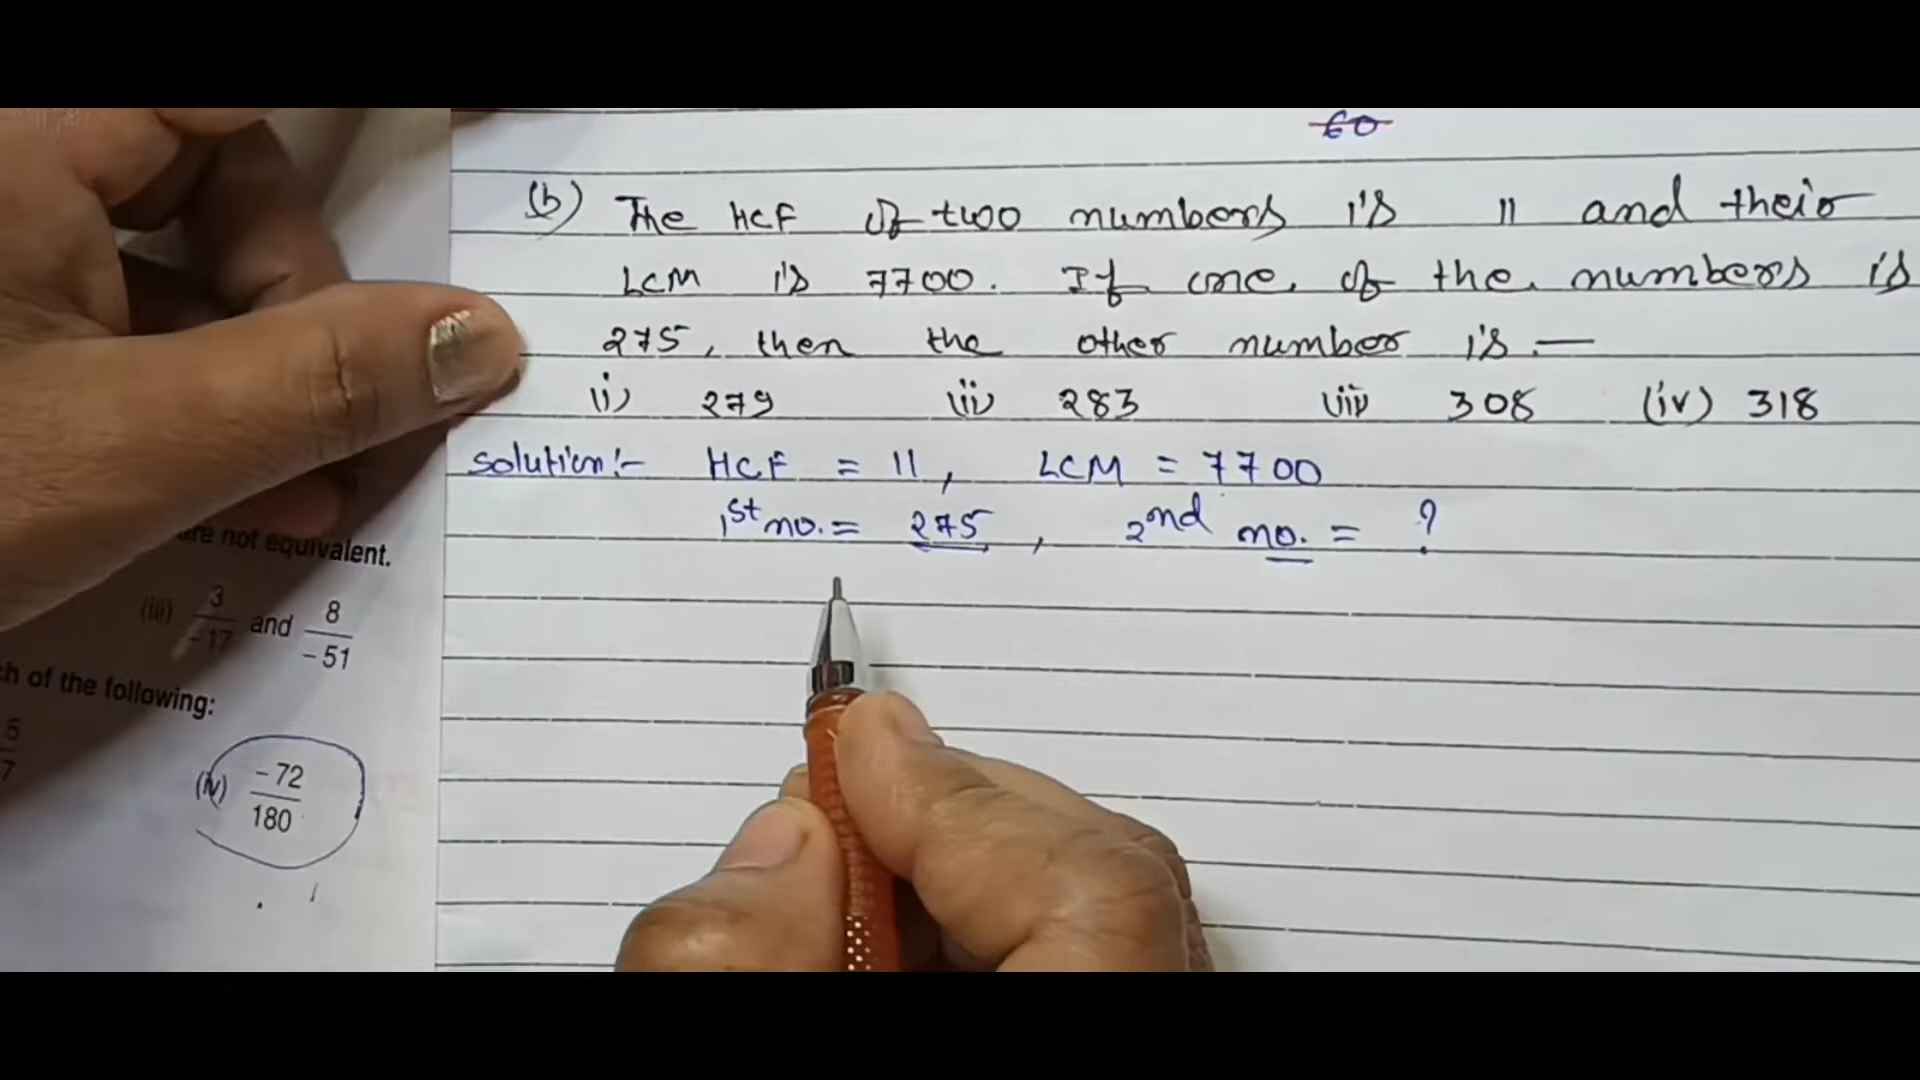 60
(b) The HCF of two numbers is 11 and their
LCM is 7700. If one of the numbers is
275, then the other number is —
(i) 279 (ii) 283 (iii) 308 (iv) 318
Solution:- HCF = 11, LCM = 7700
1st no. = 275, 2nd no. = ?
are not equivalent.
(iii) 3/-17 and 8/-51
of the following:
(iv) -72/180